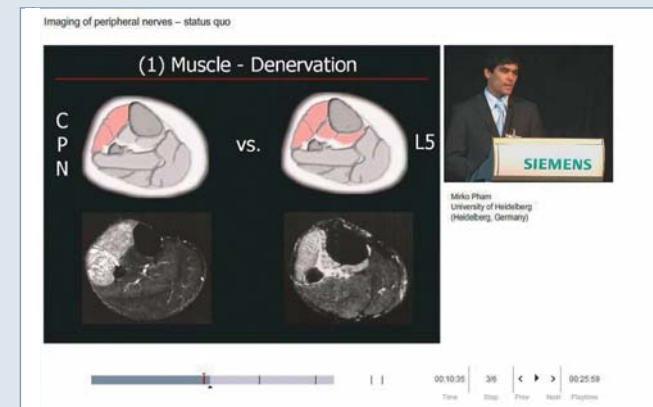 Imaging of peripheral nerves – status quo
(1) Muscle - Denervation
C
P
N
vs.
L5
SIEMENS
Mirko Pham
University of Heidelberg
(Heidelberg, Germany)
00:10:35
3/6
00:25:59
Time
Step
Prev
Next
Playtime